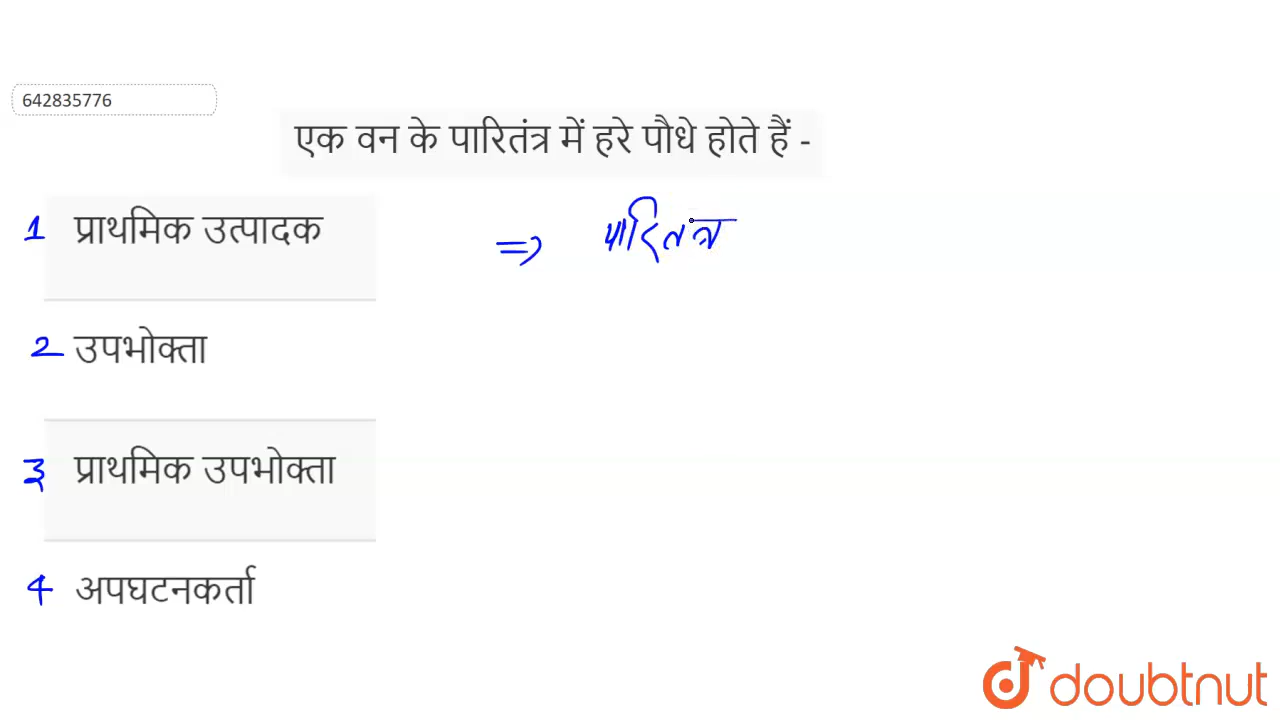 642835776
एक वन के पारितंत्र में हरे पौधे होते हैं -
1 प्राथमिक उत्पादक
⇒ पारितन्त्र
2 उपभोक्ता
3 प्राथमिक उपभोक्ता
4 अपघटनकर्ता
doubtnut